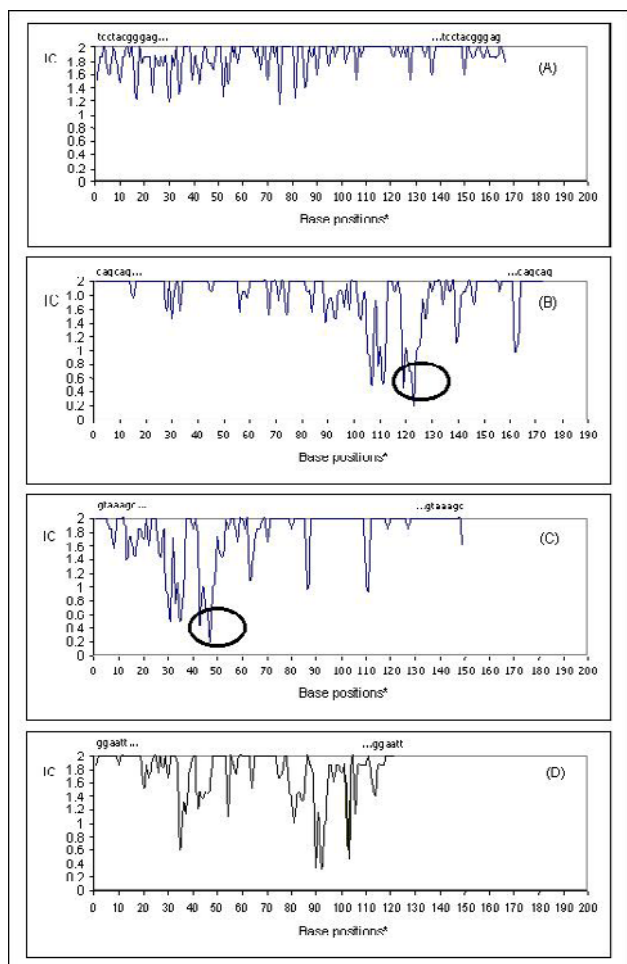 tcctacgggag... ...tcctacgggag
IC
(A)
2
1.8
1.6
1.4
1.2
1
0.8
0.6
0.4
0.2
0
0 10 20 30 40 50 60 70 80 90 100 110 120 130 140 150 160 170 180 190 200
Base positions*
cagcag... ...cagcag
IC
(B)
2
1.8
1.6
1.4
1.2
1
0.8
0.6
0.4
0.2
0
0 10 20 30 40 50 60 70 80 90 100 110 120 130 140 150 160 170 180 190
Base positions*
gtaaagc... ...gtaaagc
IC
(C)
2
1.8
1.6
1.4
1.2
1
0.8
0.6
0.4
0.2
0
0 10 20 30 40 50 60 70 80 90 100 110 120 130 140 150 160 170 180 190 200
Base positions*
ggaatt... ...ggaatt
IC
(D)
2
1.8
1.6
1.4
1.2
1
0.8
0.6
0.4
0.2
0
0 10 20 30 40 50 60 70 80 90 100 110 120 130 140 150 160 170 180 190 200
Base positions*